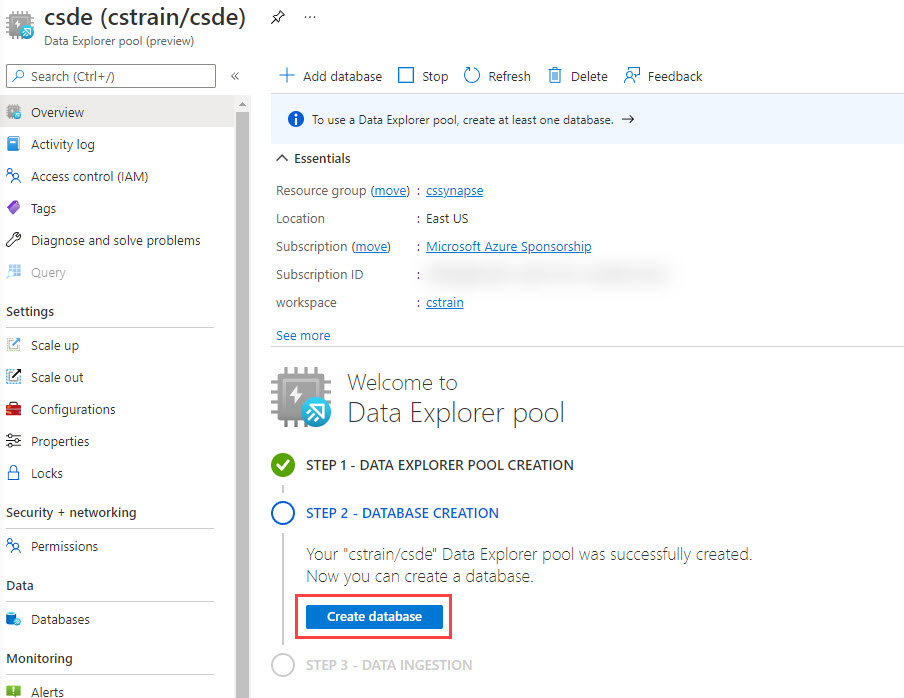 csde (cstrain/csde)
Data Explorer pool (preview)
Search (Ctrl+/)
«
Overview
Activity log
Access control (IAM)
Tags
Diagnose and solve problems
Query
Settings
Scale up
Scale out
Configurations
Properties
Locks
Security + networking
Permissions
Data
Databases
Monitoring
Alerts
Add database Stop Refresh Delete Feedback
To use a Data Explorer pool, create at least one database. →
Essentials
Resource group (move) : cssynapse
Location : East US
Subscription (move) : Microsoft Azure Sponsorship
Subscription ID :
workspace : cstrain
See more
Welcome to
Data Explorer pool
STEP 1 - DATA EXPLORER POOL CREATION
STEP 2 - DATABASE CREATION
Your "cstrain/csde" Data Explorer pool was successfully created.
Now you can create a database.
Create database
STEP 3 - DATA INGESTION